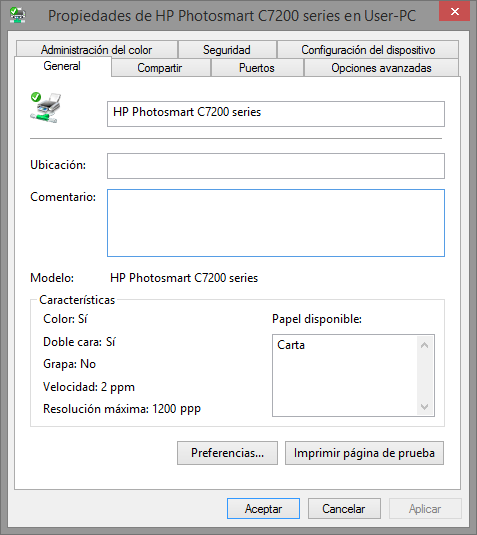 Propiedades de HP Photosmart C7200 series en User-PC
Administración del color Seguridad Configuración del dispositivo
General Compartir Puertos Opciones avanzadas
HP Photosmart C7200 series
Ubicación:
Comentario:
Modelo: HP Photosmart C7200 series
Características
Color: Sí Papel disponible:
Doble cara: Sí Carta
Grapa: No
Velocidad: 2 ppm
Resolución máxima: 1200 ppp
Preferencias... Imprimir página de prueba
Aceptar Cancelar Aplicar